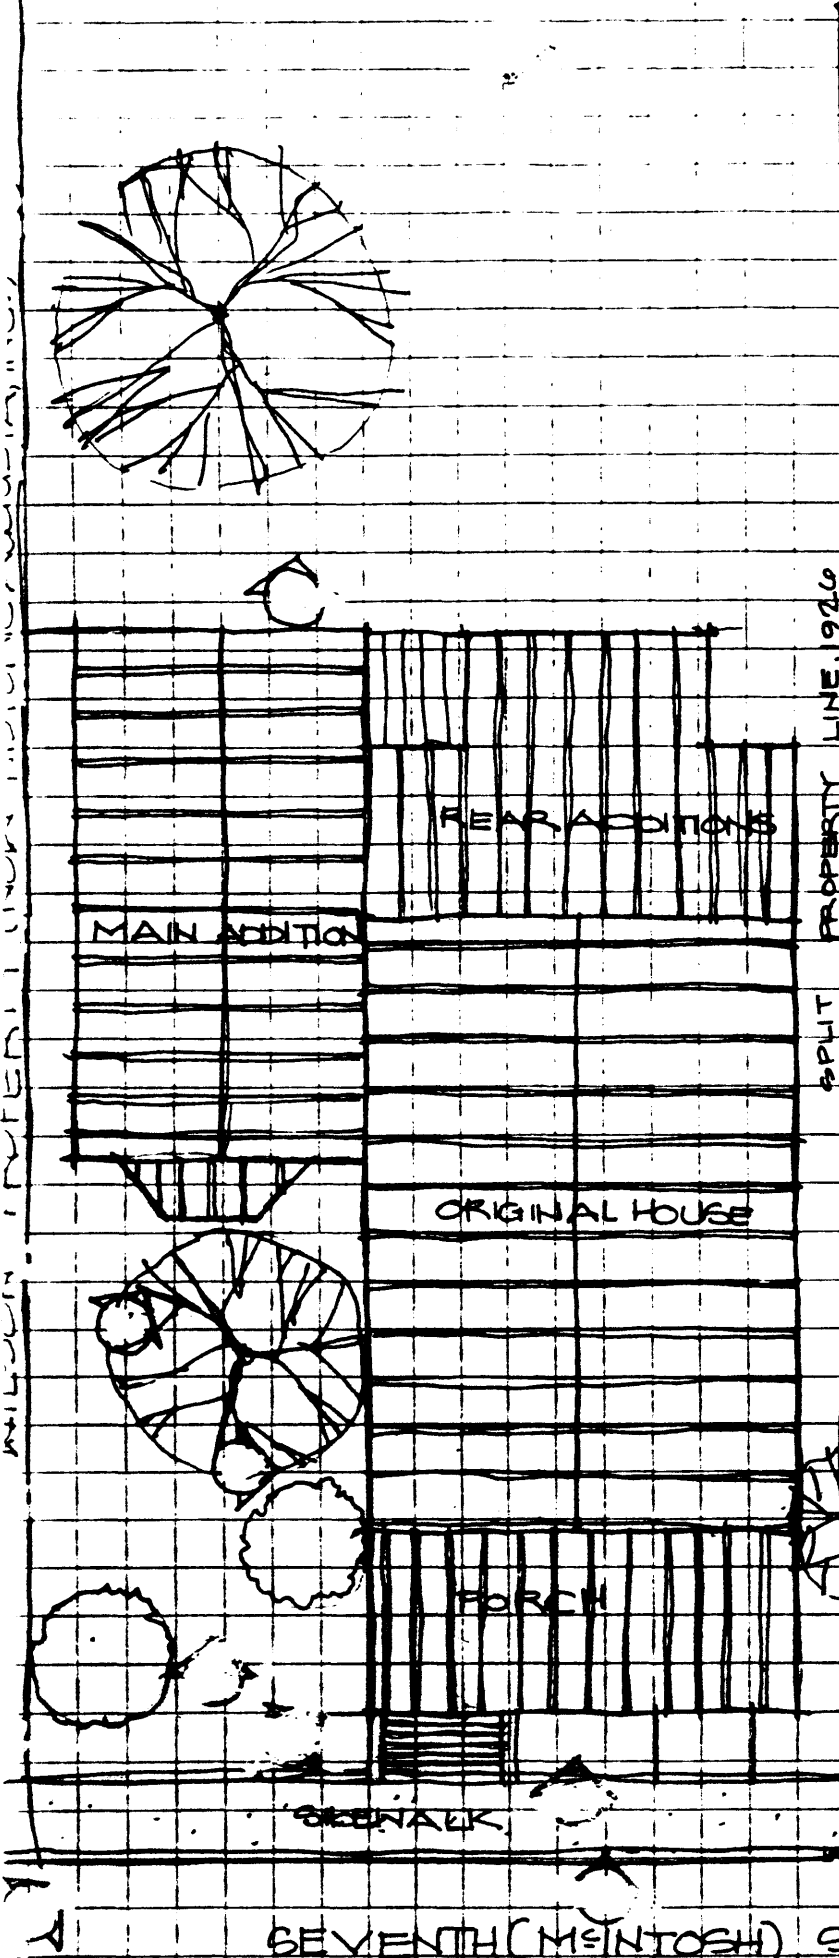 REAR ADDITIONS
MAIN ADDITION
ORIGINAL HOUSE
PORCH
SIDEWALK
SEVENTH (McINTOSH)
SPLIT PROPERTY LINE, 1926